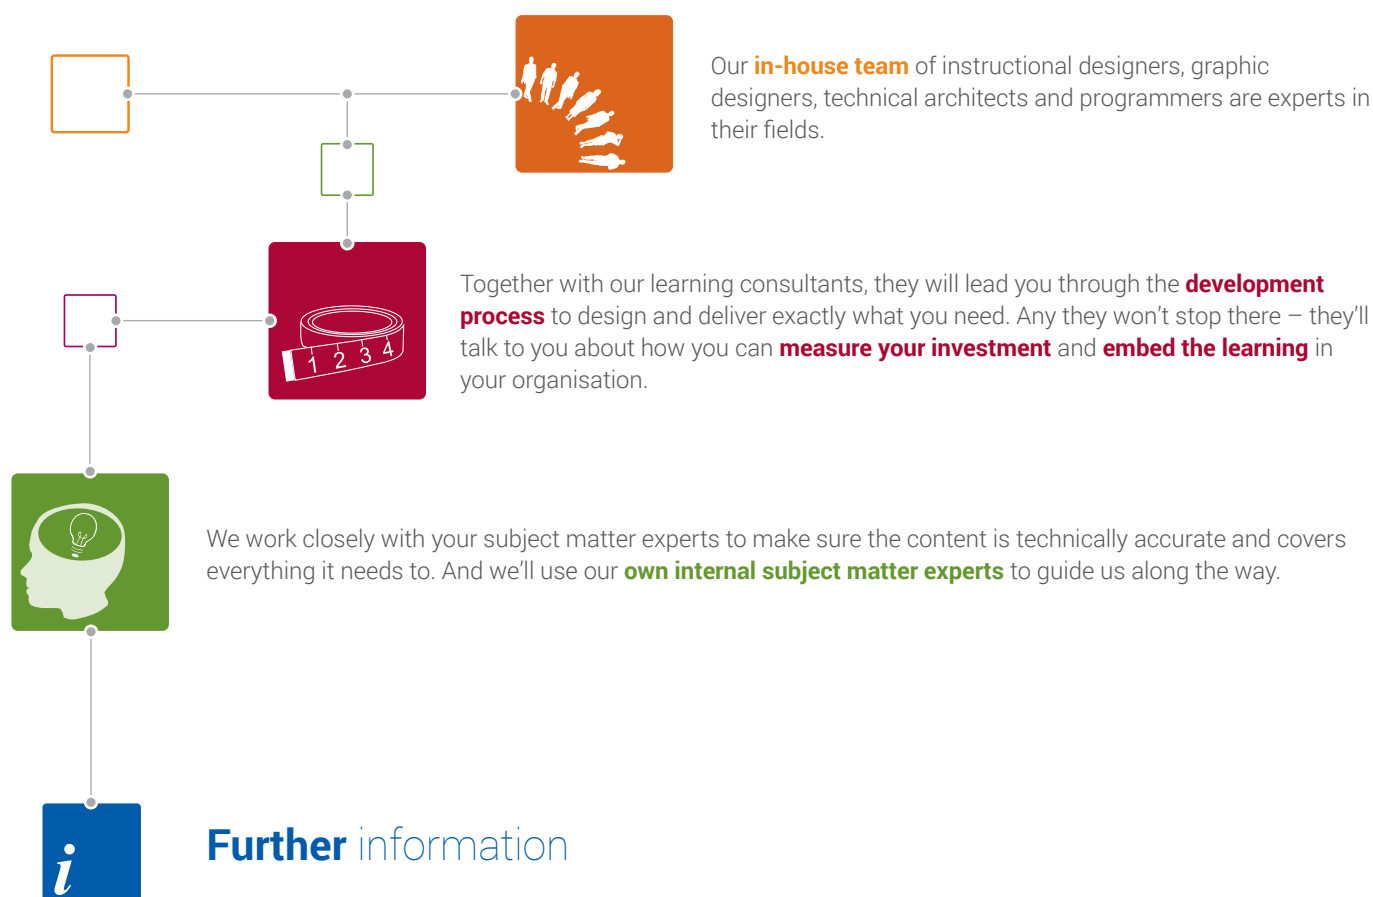 Our in-house team of instructional designers, graphic
designers, technical architects and programmers are experts in
their fields.
Together with our learning consultants, they will lead you through the development
process to design and deliver exactly what you need. Any they won’t stop there – they’ll
talk to you about how you can measure your investment and embed the learning in
your organisation.
1 2 3 4
We work closely with your subject matter experts to make sure the content is technically accurate and covers
everything it needs to. And we’ll use our own internal subject matter experts to guide us along the way.
i
Further information